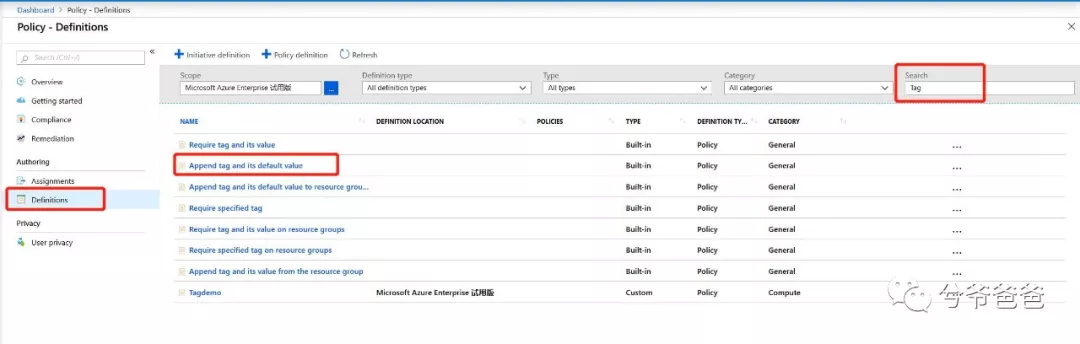 Dashboard > Policy - Definitions
Policy - Definitions
Search (Ctrl+/)
Overview
Getting started
Compliance
Remediation
Authoring
Assignments
Definitions
Privacy
User privacy
Initiative definition
Policy definition
Refresh
Scope
Microsoft Azure Enterprise 试用版
...
Definition type
All definition types
Type
All types
Category
All categories
Search
Tag
NAME DEFINITION LOCATION POLICIES TYPE DEFINITION TY... CATEGORY
Require tag and its value Built-in Policy General ...
Append tag and its default value Built-in Policy General ...
Append tag and its default value to resource grou... Built-in Policy General ...
Require specified tag Built-in Policy General ...
Require tag and its value on resource groups Built-in Policy General ...
Require specified tag on resource groups Built-in Policy General ...
Append tag and its value from the resource group Built-in Policy General ...
Tagdemo Microsoft Azure Enterprise 试用版 Custom Policy Compute
兮爷爸爸